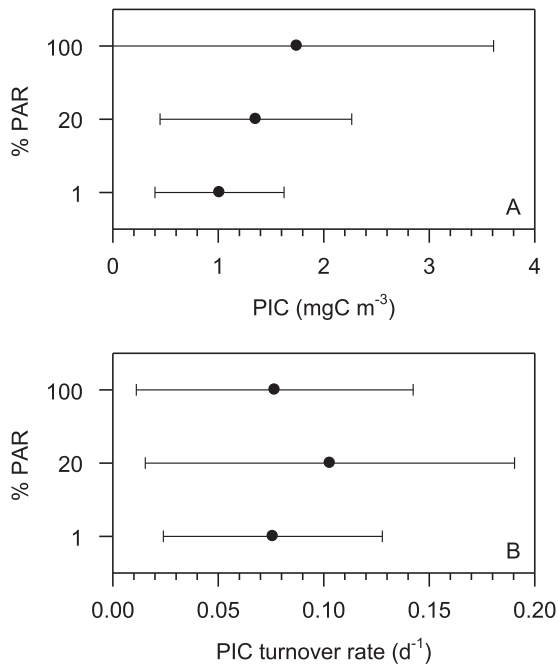 100
20
1
% PAR
A
0 1 2 3 4
PIC (mgC m⁻³)
100
20
1
% PAR
B
0.00 0.05 0.10 0.15 0.20
PIC turnover rate (d⁻¹)